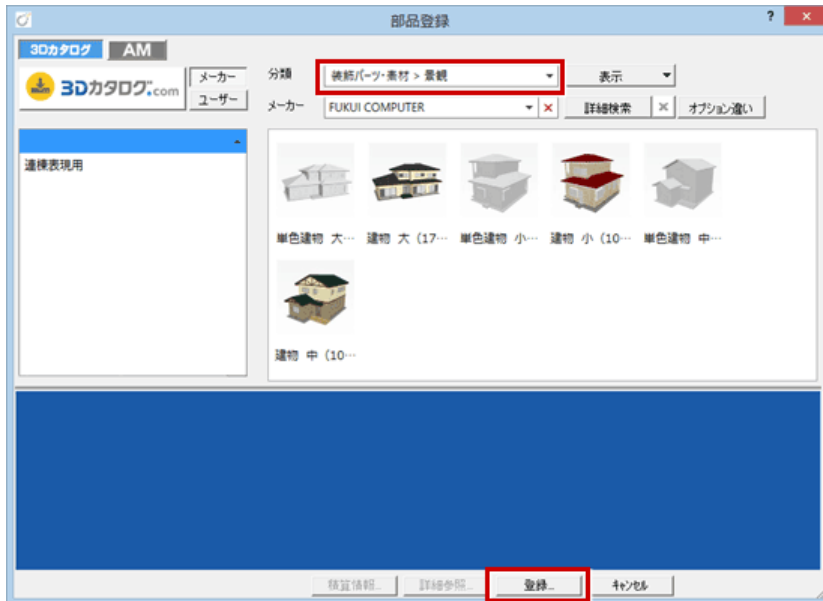 部品登録
?
×
3Dカタログ
AM
3Dカタログ.com
メーカー
ユーザー
分類
装飾パーツ・素材 > 景観
表示
メーカー
FUKUI COMPUTER
×
詳細検索
×
オプション違い
連棟表現用
単色建物 大…
建物 大 (17…
単色建物 小…
建物 小 (10…
単色建物 中…
建物 中 (10…
積算情報...
詳細参照...
登録...
キャンセル